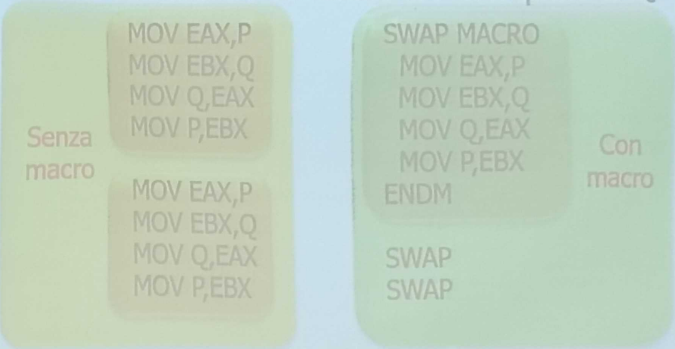 MOV EAX,P
MOV EBX,Q
MOV Q,EAX
MOV P,EBX
Senza
macro
MOV EAX,P
MOV EBX,Q
MOV Q,EAX
MOV P,EBX
SWAP MACRO
MOV EAX,P
MOV EBX,Q
MOV Q,EAX
MOV P,EBX
ENDM
Con
macro
SWAP
SWAP